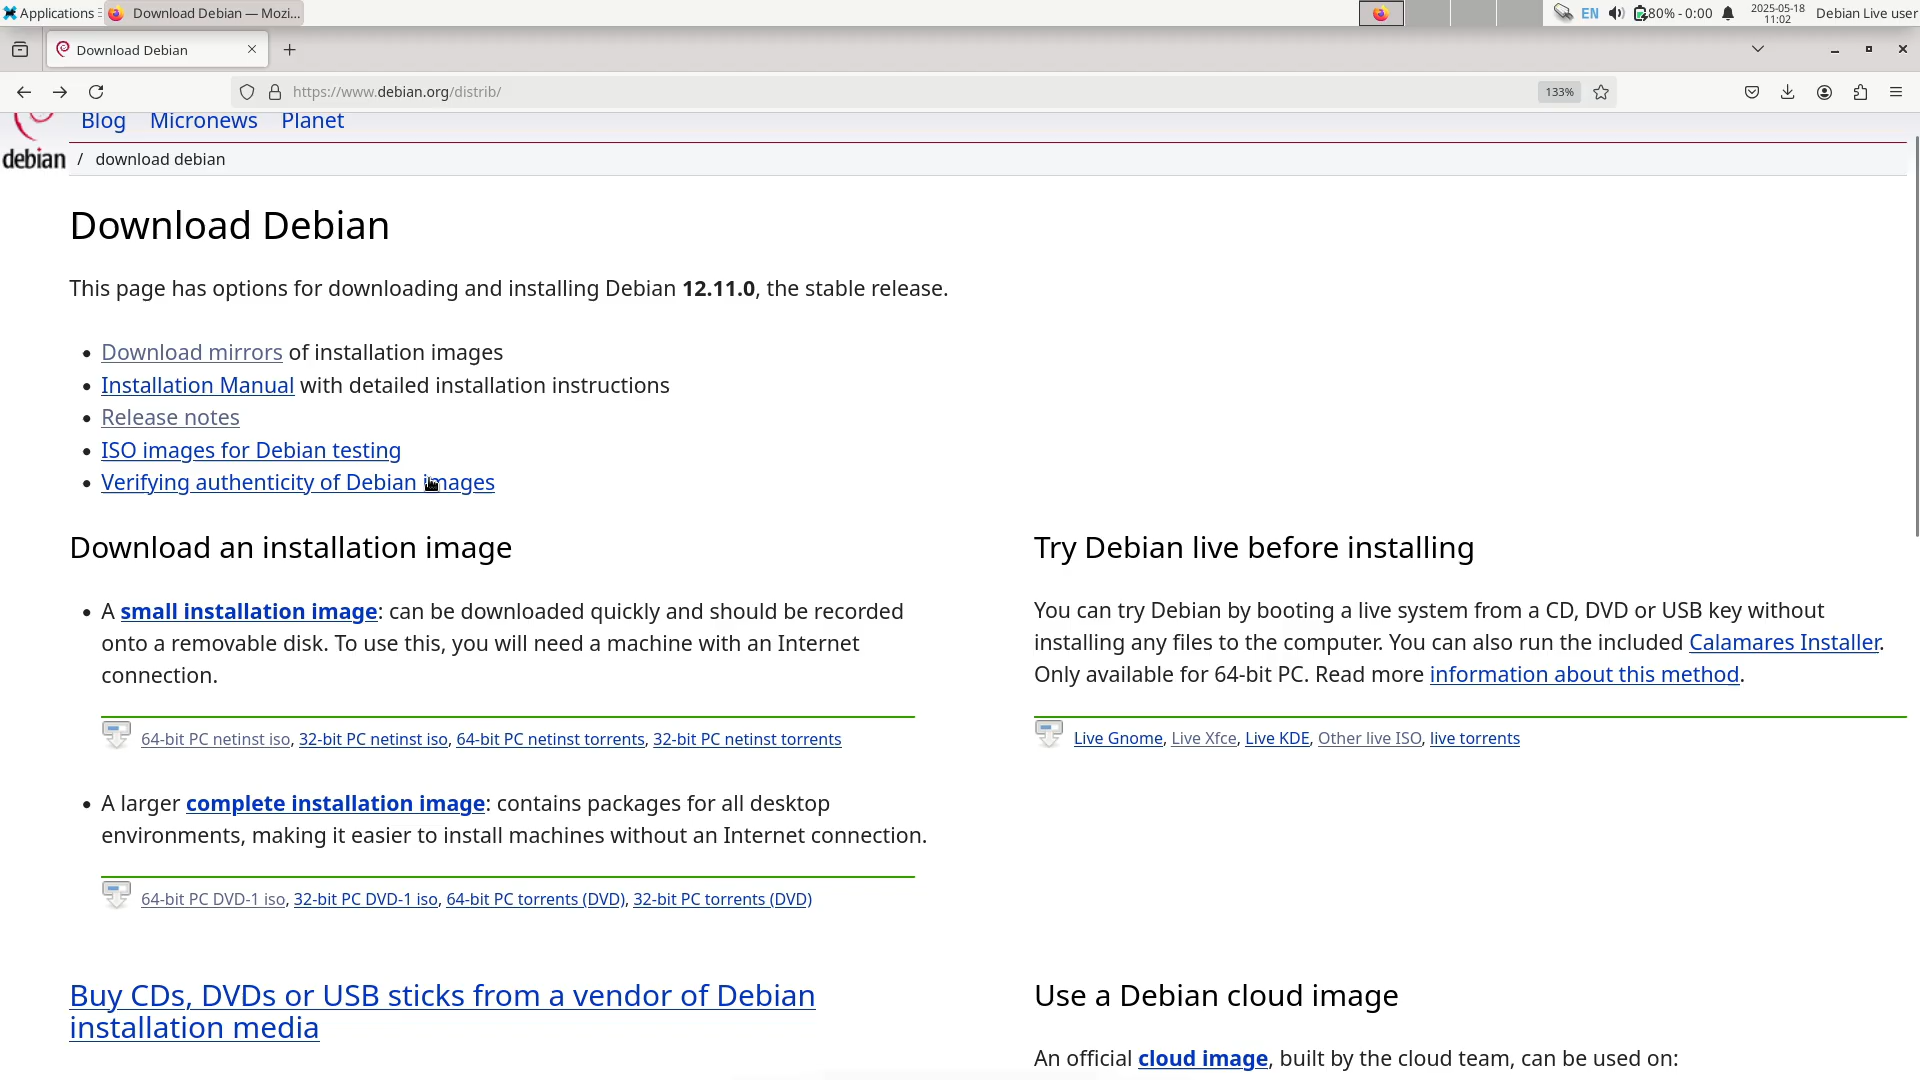 Applications
Download Debian — Mozi...
EN
80% - 0:00
2025-05-18
11:02
Debian Live user
Download Debian
https://www.debian.org/distrib/
133%
Blog Micronews Planet
debian / download debian
Download Debian
This page has options for downloading and installing Debian 12.11.0, the stable release.
Download mirrors of installation images
Installation Manual with detailed installation instructions
Release notes
ISO images for Debian testing
Verifying authenticity of Debian images
Download an installation image
A small installation image: can be downloaded quickly and should be recorded
onto a removable disk. To use this, you will need a machine with an Internet
connection.
64-bit PC netinst iso, 32-bit PC netinst iso, 64-bit PC netinst torrents, 32-bit PC netinst torrents
A larger complete installation image: contains packages for all desktop
environments, making it easier to install machines without an Internet connection.
64-bit PC DVD-1 iso, 32-bit PC DVD-1 iso, 64-bit PC torrents (DVD), 32-bit PC torrents (DVD)
Buy CDs, DVDs or USB sticks from a vendor of Debian
installation media
Try Debian live before installing
You can try Debian by booting a live system from a CD, DVD or USB key without
installing any files to the computer. You can also run the included Calamares Installer.
Only available for 64-bit PC. Read more information about this method.
Live Gnome, Live Xfce, Live KDE, Other live ISO, live torrents
Use a Debian cloud image
An official cloud image, built by the cloud team, can be used on: